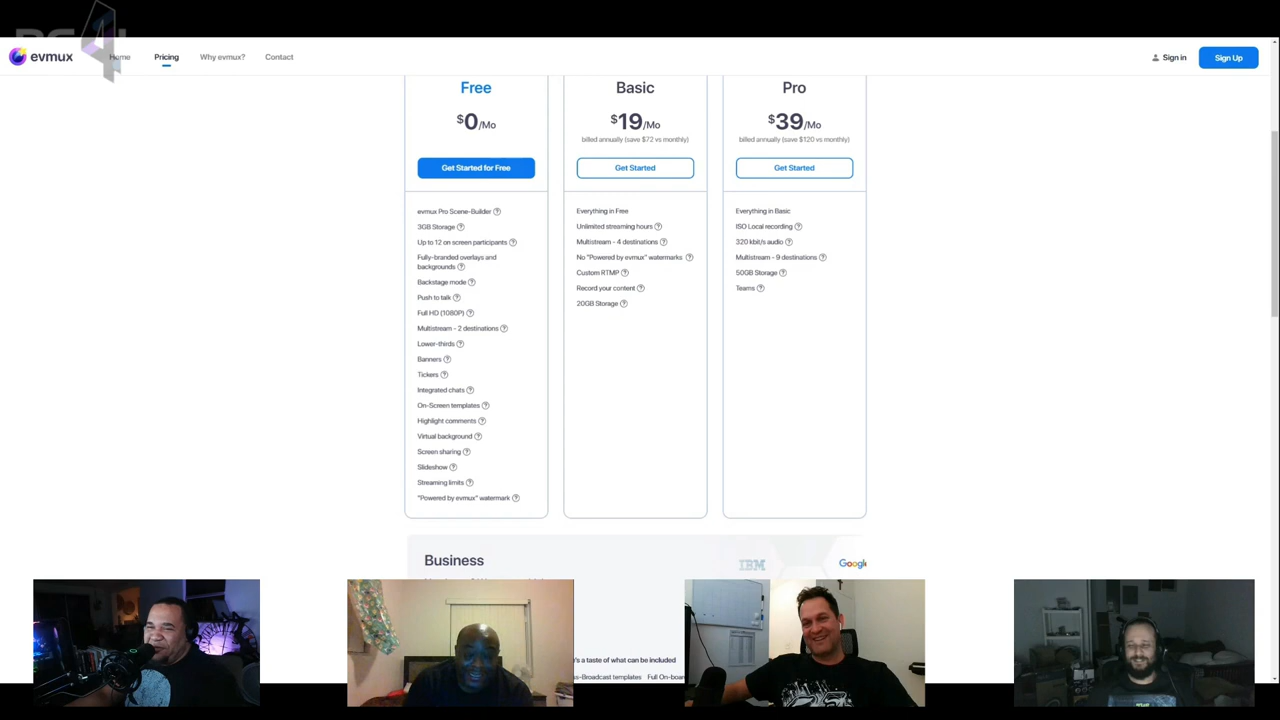 evmux
Home
Pricing
Why evmux?
Contact
Sign in
Sign Up
Free
$0/Mo
Get Started for Free
evmux Pro Scene-Builder
3GB Storage
Up to 12 on screen participants
Fully-branded overlays and
backgrounds
Backstage mode
Push to talk
Full HD (1080P)
Multistream - 2 destinations
Lower-thirds
Banners
Tickers
Integrated chats
On-Screen templates
Highlight comments
Virtual background
Screen sharing
Slideshow
Streaming limits
"Powered by evmux" watermark
Basic
$19/Mo
billed annually (save $72 vs monthly)
Get Started
Everything in Free
Unlimited streaming hours
Multistream - 4 destinations
No "Powered by evmux" watermarks
Custom RTMP
Record your content
20GB Storage
Pro
$39/Mo
billed annually (save $120 vs monthly)
Get Started
Everything in Basic
ISO Local recording
320 kbit/s audio
Multistream - 9 destinations
50GB Storage
Teams
Business
IBM
Google
's a taste of what can be included
ss-Broadcast templates Full On-boar